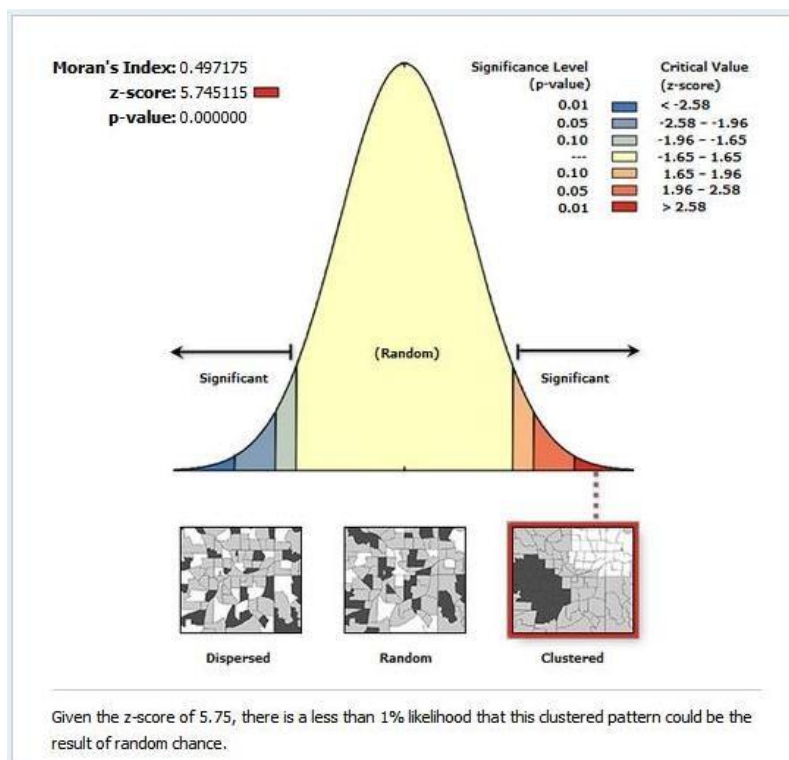 Moran's Index: 0.497175
z-score: 5.745115
p-value: 0.000000
Significance Level
(p-value)
Critical Value
(z-score)
0.01 < -2.58
0.05 -2.58 – -1.96
0.10 -1.96 – -1.65
--- -1.65 – 1.65
0.10 1.65 – 1.96
0.05 1.96 – 2.58
0.01 > 2.58
(Random)
Significant
Significant
Dispersed
Random
Clustered
Given the z-score of 5.75, there is a less than 1% likelihood that this clustered pattern could be the
result of random chance.